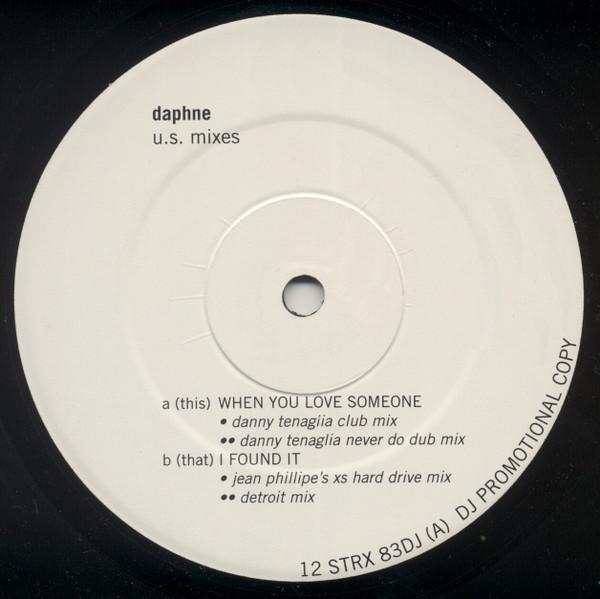 daphne
u.s. mixes
a (this) WHEN YOU LOVE SOMEONE
• danny tenagiia club mix
•• danny tenaglia never do dub mix
b (that) I FOUND IT
• jean phillipe's xs hard drive mix
•• detroit mix
12 STRX 83DJ (A) DJ PROMOTIONAL COPY